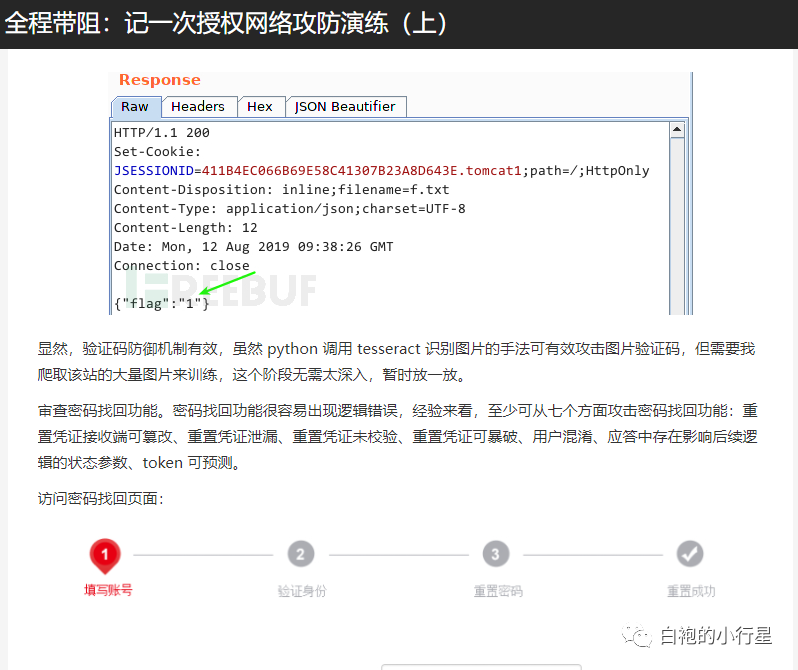 全程带阻：记一次授权网络攻防演练（上）
Response
Raw Headers Hex JSON Beautifier
HTTP/1.1 200
Set-Cookie:
JSESSIONID=411B4EC066B69E58C41307B23A8D643E.tomcat1;path=/;HttpOnly
Content-Disposition: inline;filename=f.txt
Content-Type: application/json;charset=UTF-8
Content-Length: 12
Date: Mon, 12 Aug 2019 09:38:26 GMT
Connection: close
FREEBUF
{"flag":"1"}
显然，验证码防御机制有效，虽然 python 调用 tesseract 识别图片的手法可有效攻击图片验证码，但需要我
爬取该站的大量图片来训练，这个阶段无需太深入，暂时放一放。
审查密码找回功能。密码找回功能很容易出现逻辑错误，经验来看，至少可从七个方面攻击密码找回功能：重
置凭证接收端可篡改、重置凭证泄漏、重置凭证未校验、重置凭证可暴破、用户混淆、应答中存在影响后续逻
辑的状态参数、token 可预测。
访问密码找回页面：
1 2 3
填写账号 验证身份 重置密码 重置成功
白袍的小行星